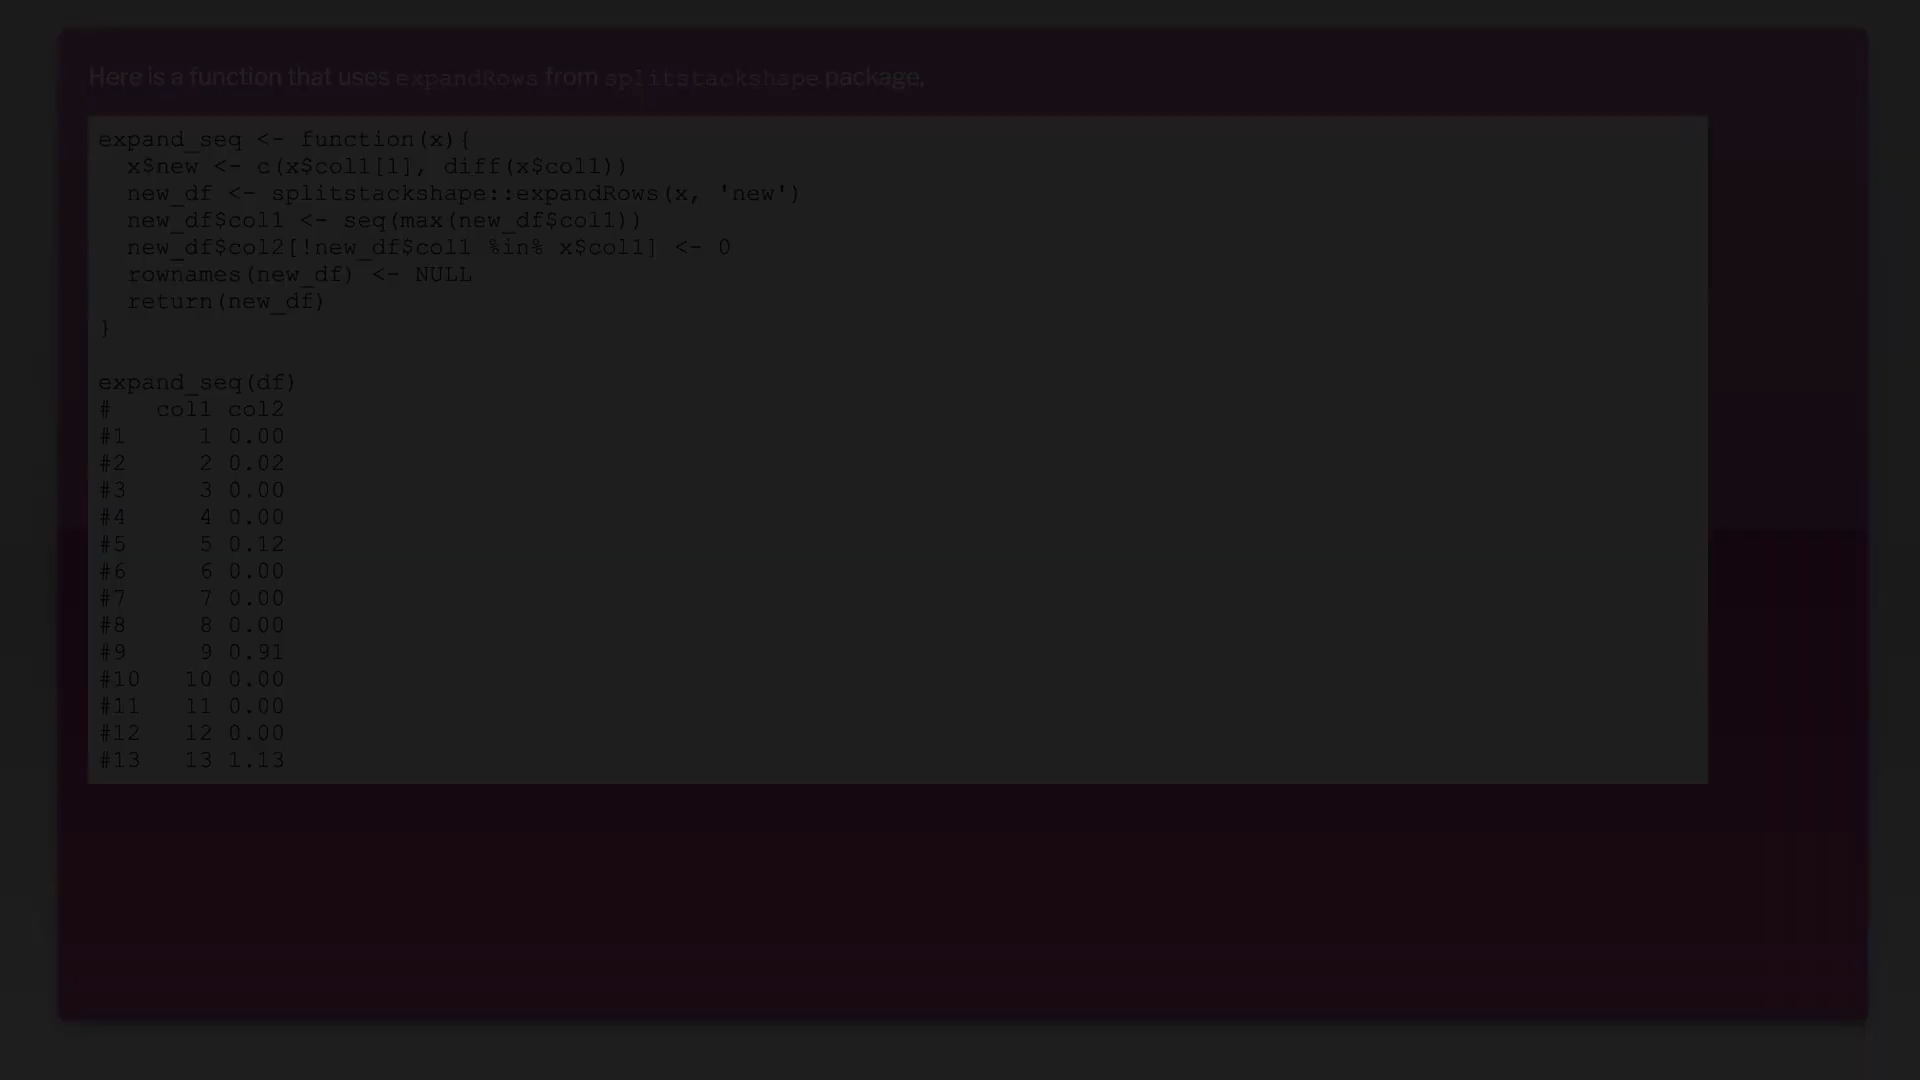 Here is a function that uses expandRows from splitstackshape package,
expand_seq <- function(x){
  x$new <- c(x$col1[1], diff(x$col1))
  new_df <- splitstackshape::expandRows(x, 'new')
  new_df$col1 <- seq(max(new_df$col1))
  new_df$col2[!new_df$col1 %in% x$col1] <- 0
  rownames(new_df) <- NULL
  return(new_df)
}
expand_seq(df)
#   col1 col2
#1     1 0.00
#2     2 0.02
#3     3 0.00
#4     4 0.00
#5     5 0.12
#6     6 0.00
#7     7 0.00
#8     8 0.00
#9     9 0.91
#10   10 0.00
#11   11 0.00
#12   12 0.00
#13   13 1.13